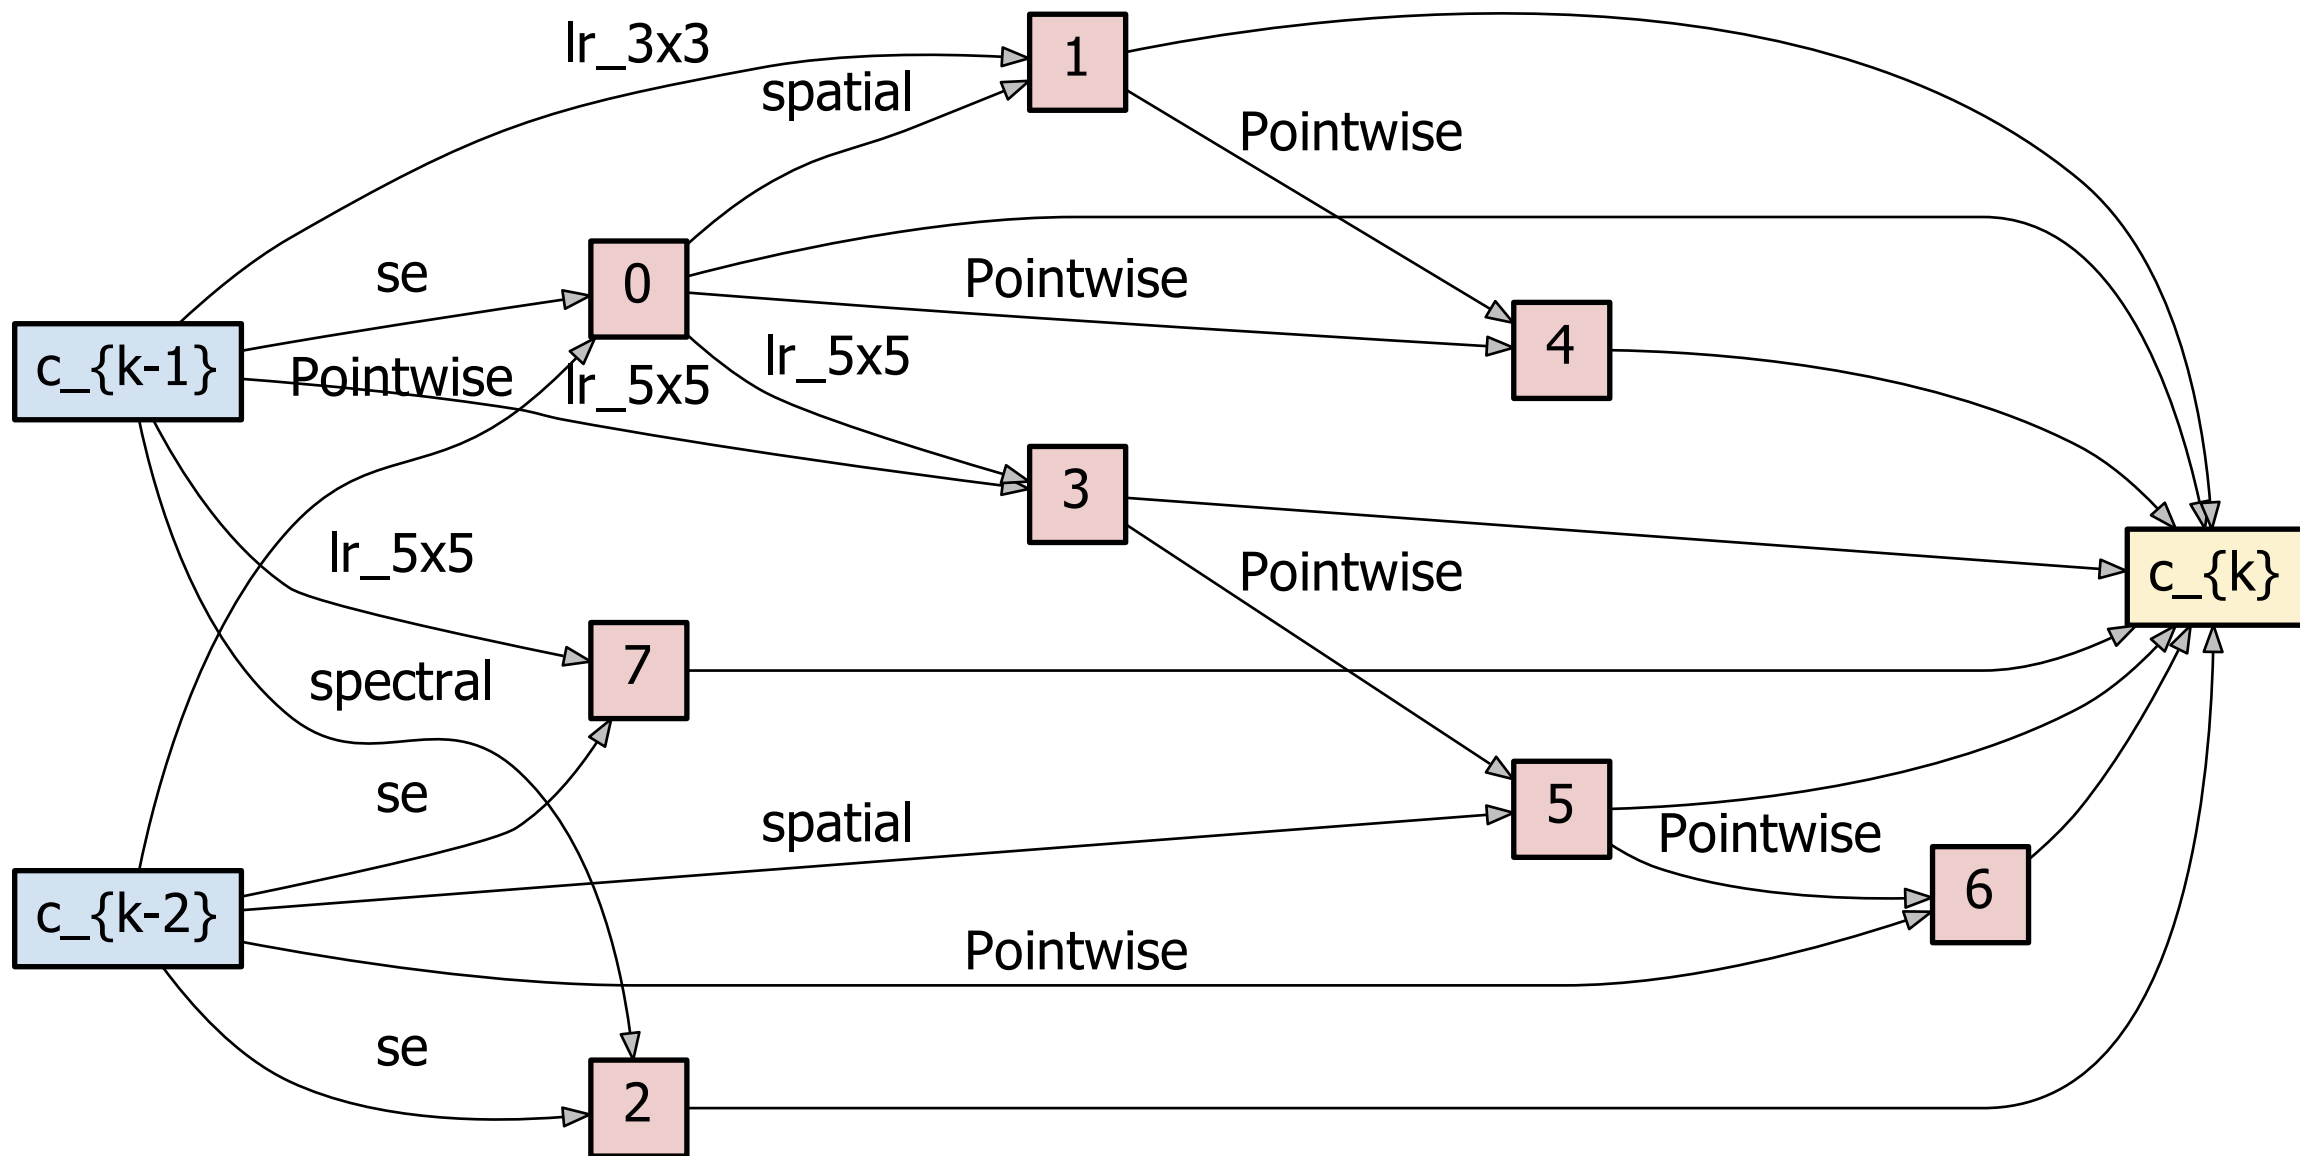 lr_3x3
1
spatial
Pointwise
se
0
Pointwise
c_{k-1}
Pointwise
lr_5x5
lr_5x5
4
3
lr_5x5
Pointwise
c_{k}
7
spectral
se
spatial
5
Pointwise
6
c_{k-2}
Pointwise
se
2